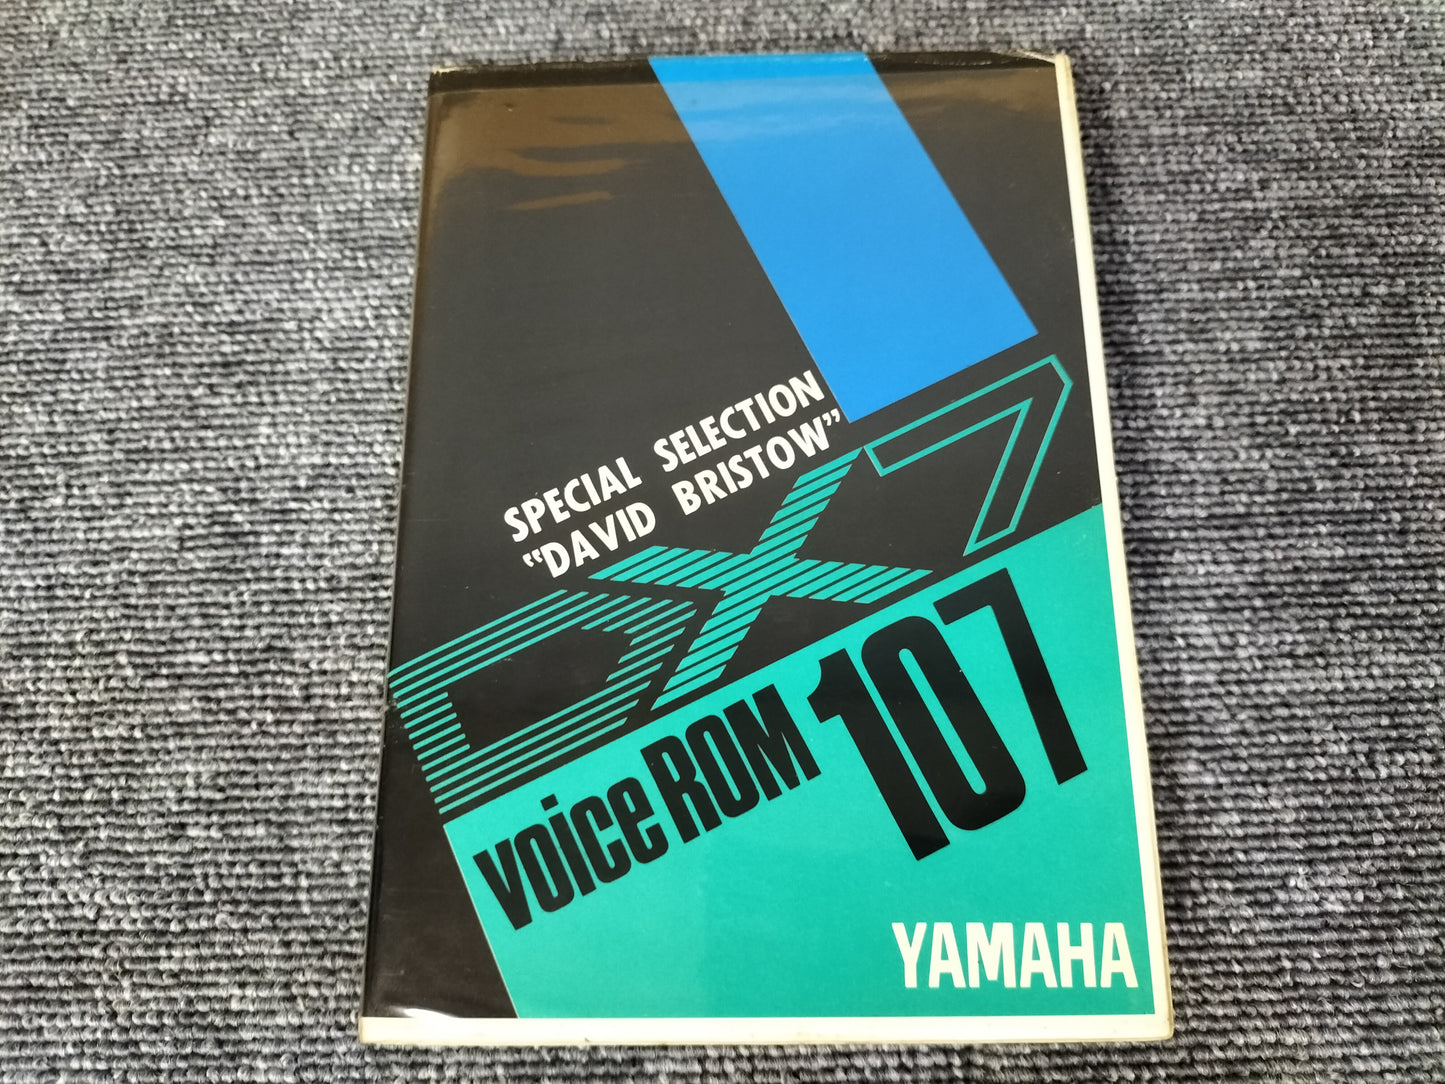 SPECIAL SELECTION
"DAVID BRISTOW"
DX7
voice ROM 107
YAMAHA